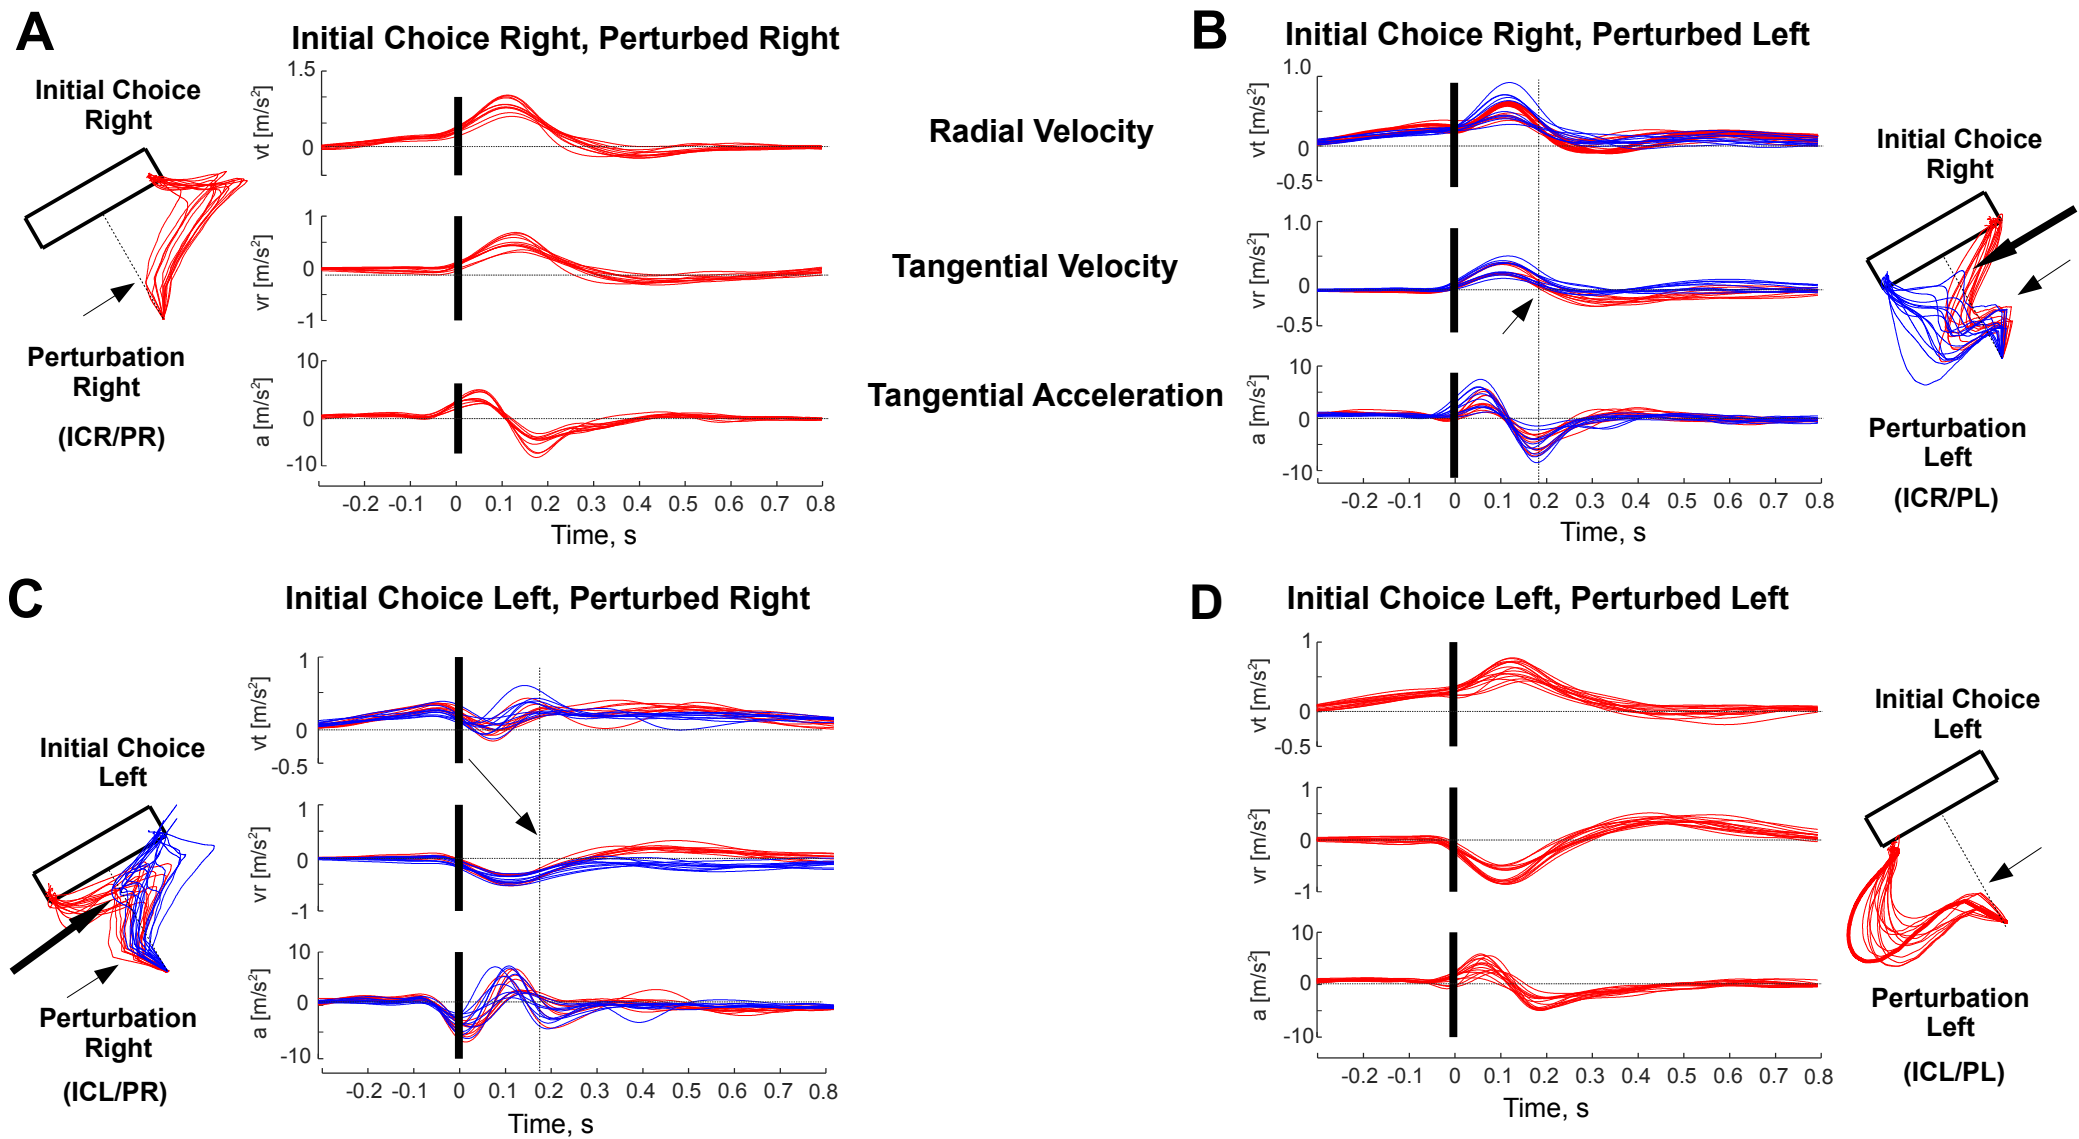 A
Initial Choice Right, Perturbed Right
Initial Choice
Right
Perturbation
Right
(ICR/PR)
vt [m/s²]
1.5
0
vr [m/s²]
1
0
-1
a [m/s²]
10
0
-10
-0.2 -0.1 0 0.1 0.2 0.3 0.4 0.5 0.6 0.7 0.8
Time, s
Radial Velocity
Tangential Velocity
Tangential Acceleration
B
Initial Choice Right, Perturbed Left
vt [m/s²]
1.0
0
-0.5
vr [m/s²]
1.0
0
-0.5
a [m/s²]
10
0
-10
-0.2 -0.1 0 0.1 0.2 0.3 0.4 0.5 0.6 0.7 0.8
Time, s
Initial Choice
Right
Perturbation
Left
(ICR/PL)
C
Initial Choice Left, Perturbed Right
Initial Choice
Left
Perturbation
Right
(ICL/PR)
vt [m/s²]
1
0
-0.5
vr [m/s²]
1
0
-1
a [m/s²]
10
0
-10
-0.2 -0.1 0 0.1 0.2 0.3 0.4 0.5 0.6 0.7 0.8
Time, s
D
Initial Choice Left, Perturbed Left
vt [m/s²]
1
0
-0.5
vr [m/s²]
1
0
-1
a [m/s²]
10
0
-10
-0.2 -0.1 0 0.1 0.2 0.3 0.4 0.5 0.6 0.7 0.8
Time, s
Initial Choice
Left
Perturbation
Left
(ICL/PL)